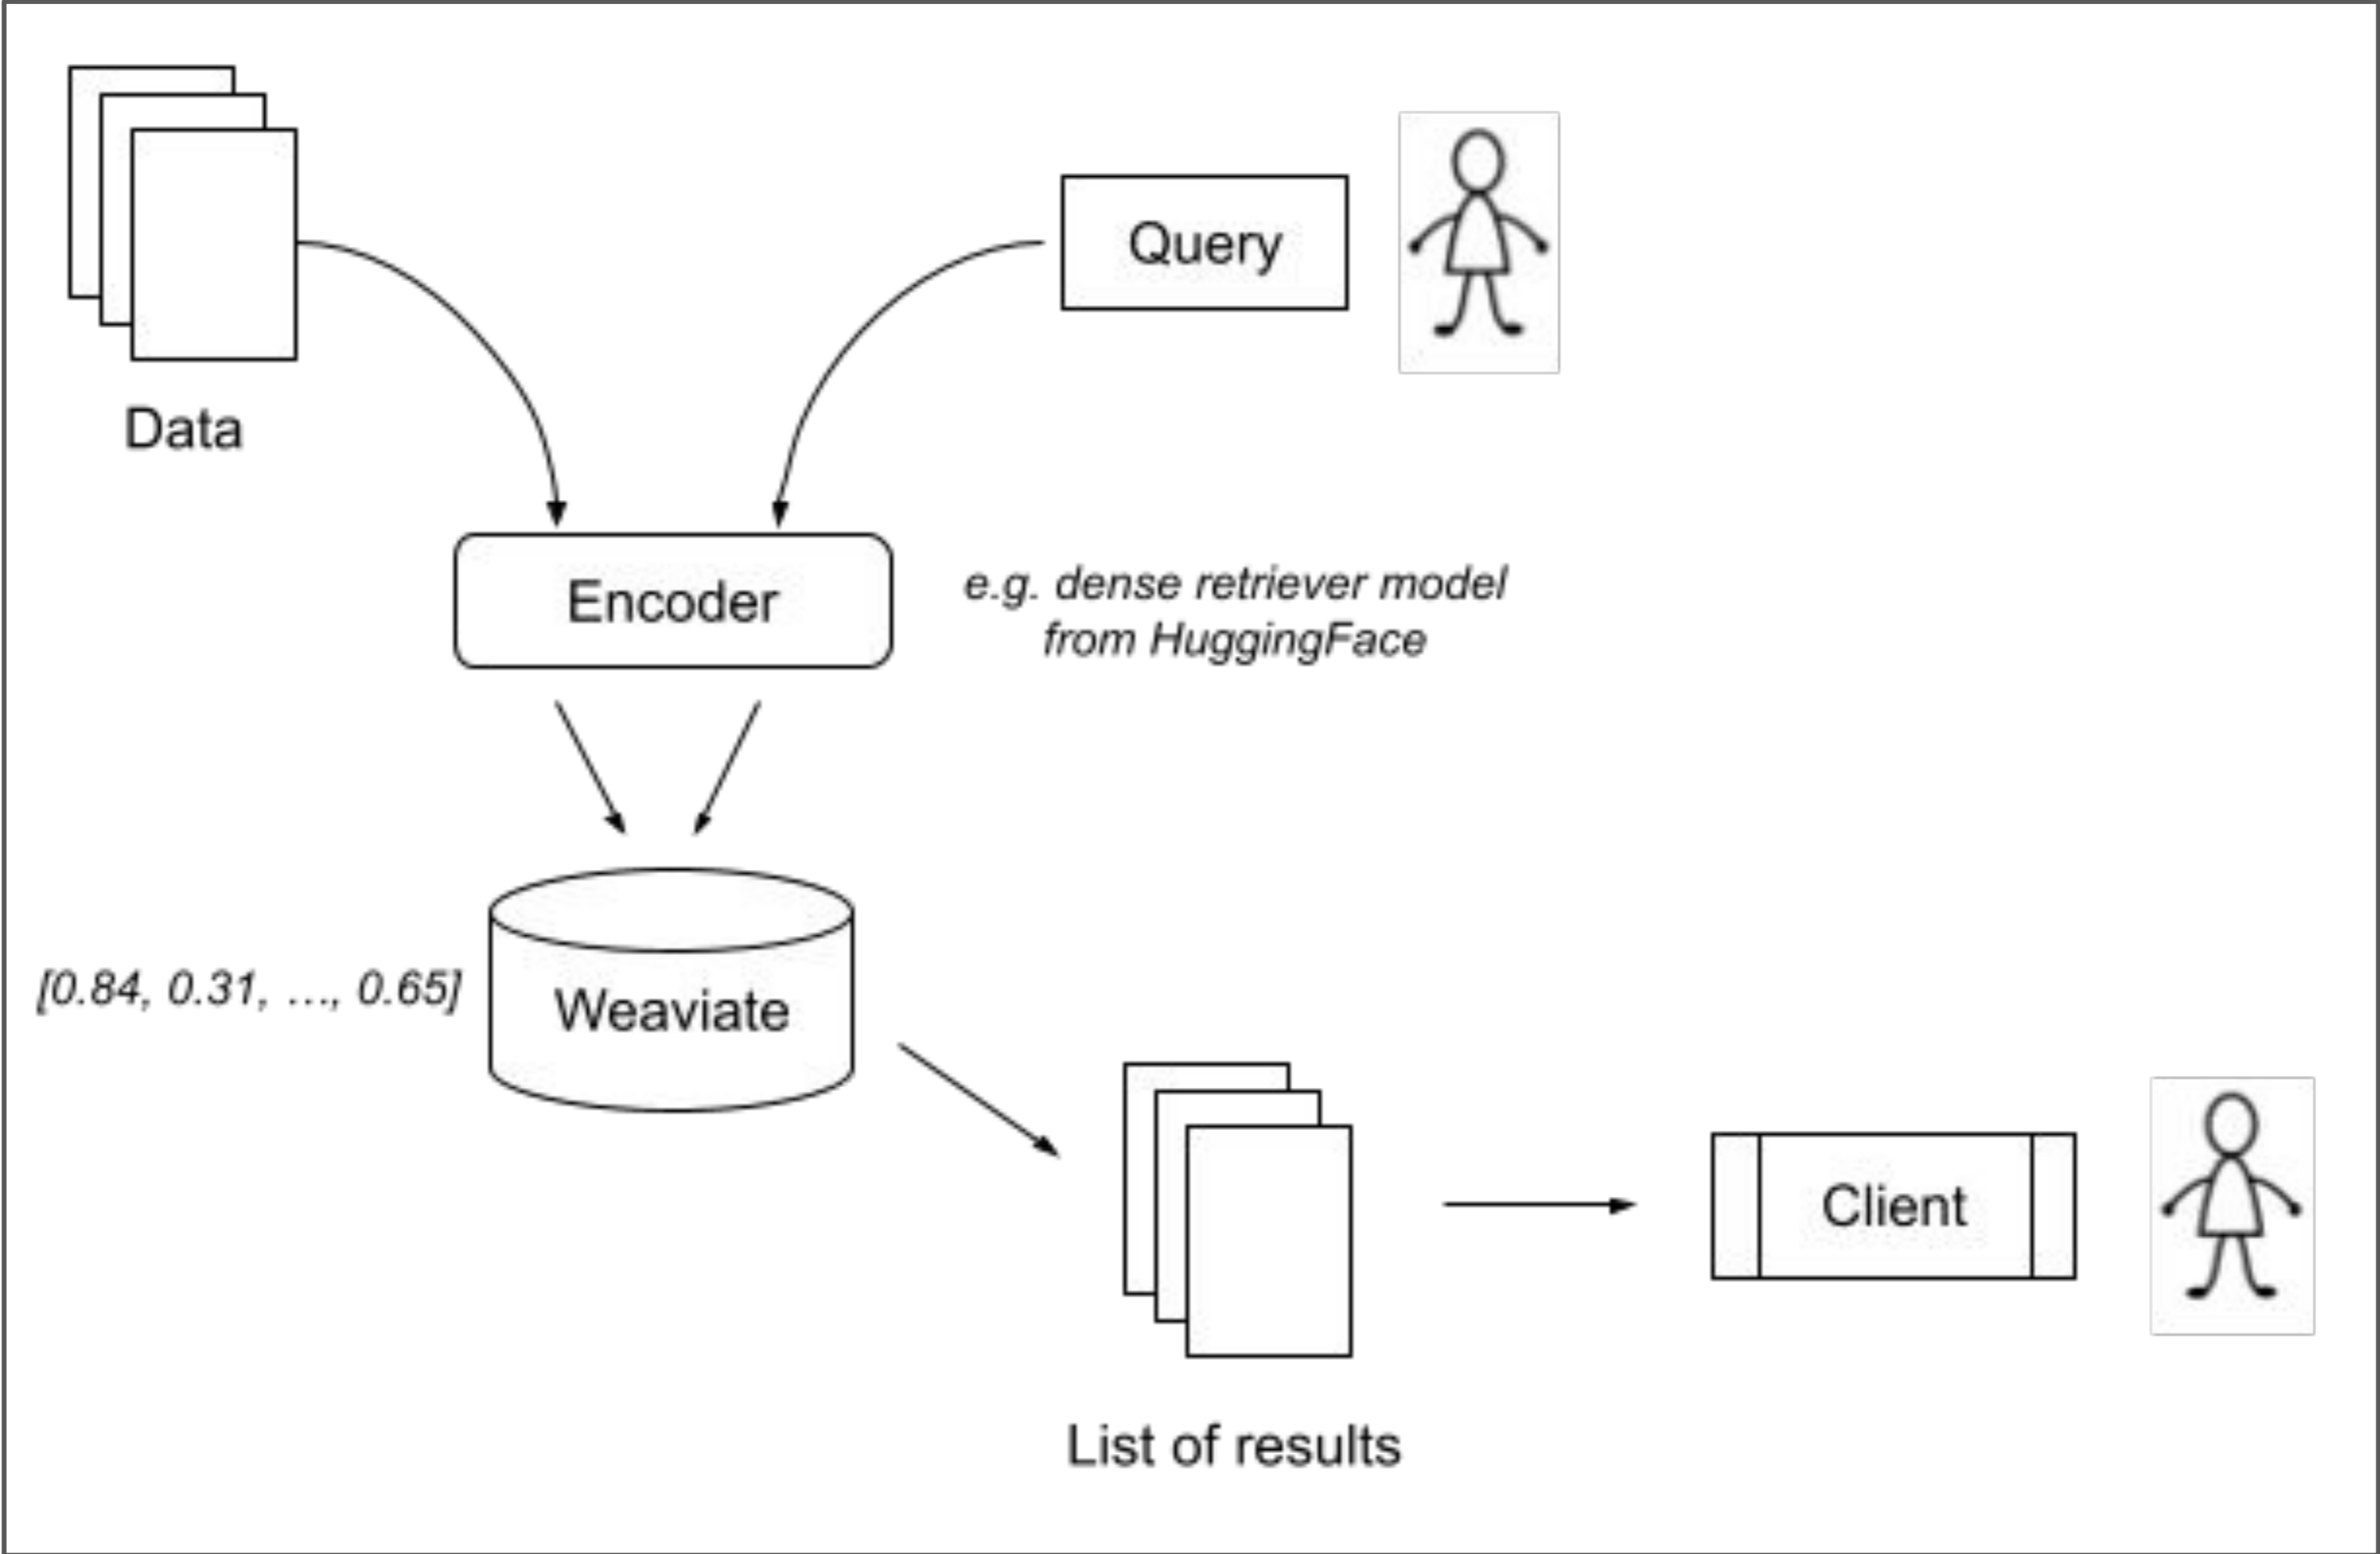 Query
Data
Encoder
e.g. dense retriever model
from HuggingFace
[0.84, 0.31, ..., 0.65]
Weaviate
Client
List of results